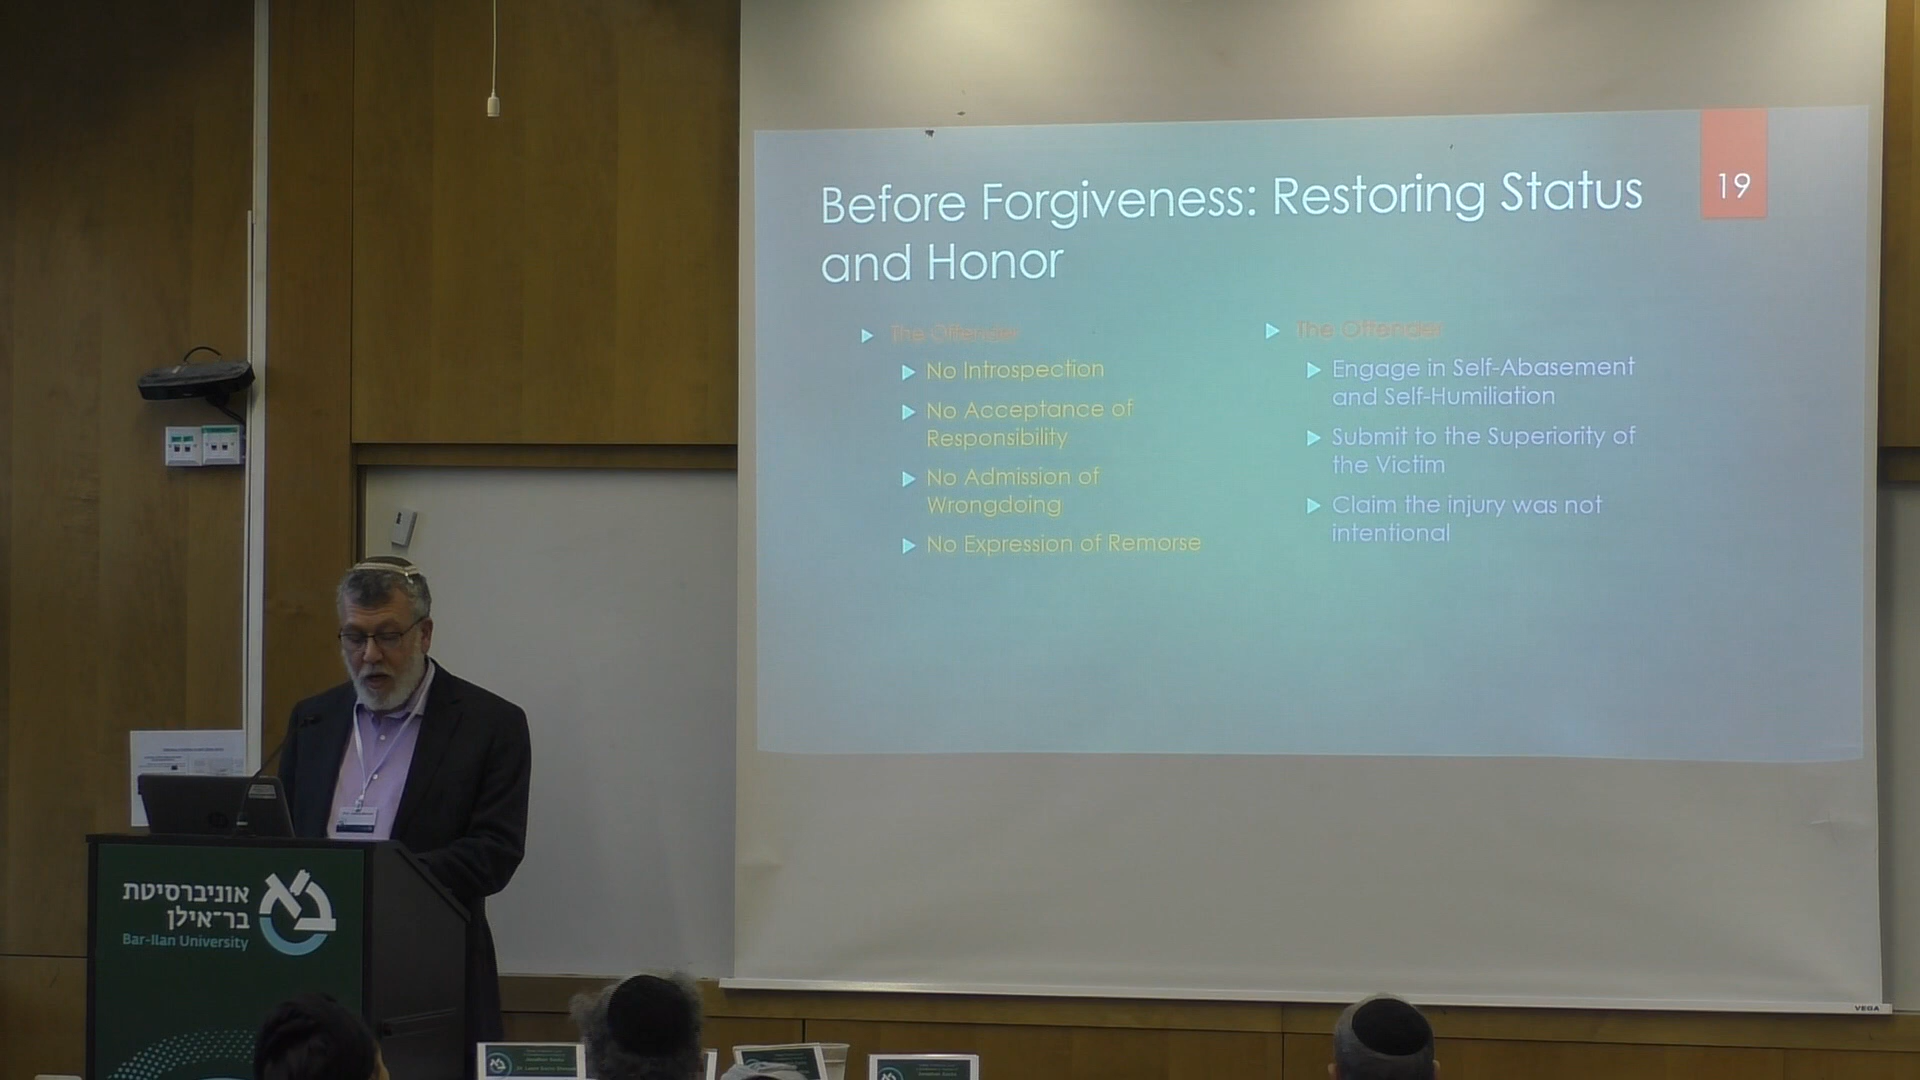 Before Forgiveness: Restoring Status
and Honor
19
The Offender
No Introspection
No Acceptance of
Responsibility
No Admission of
Wrongdoing
No Expression of Remorse
The Offender
Engage in Self-Abasement
and Self-Humiliation
Submit to the Superiority of
the Victim
Claim the injury was not
intentional
אוניברסיטת
בר־אילן
Bar-Ilan University
VEGA